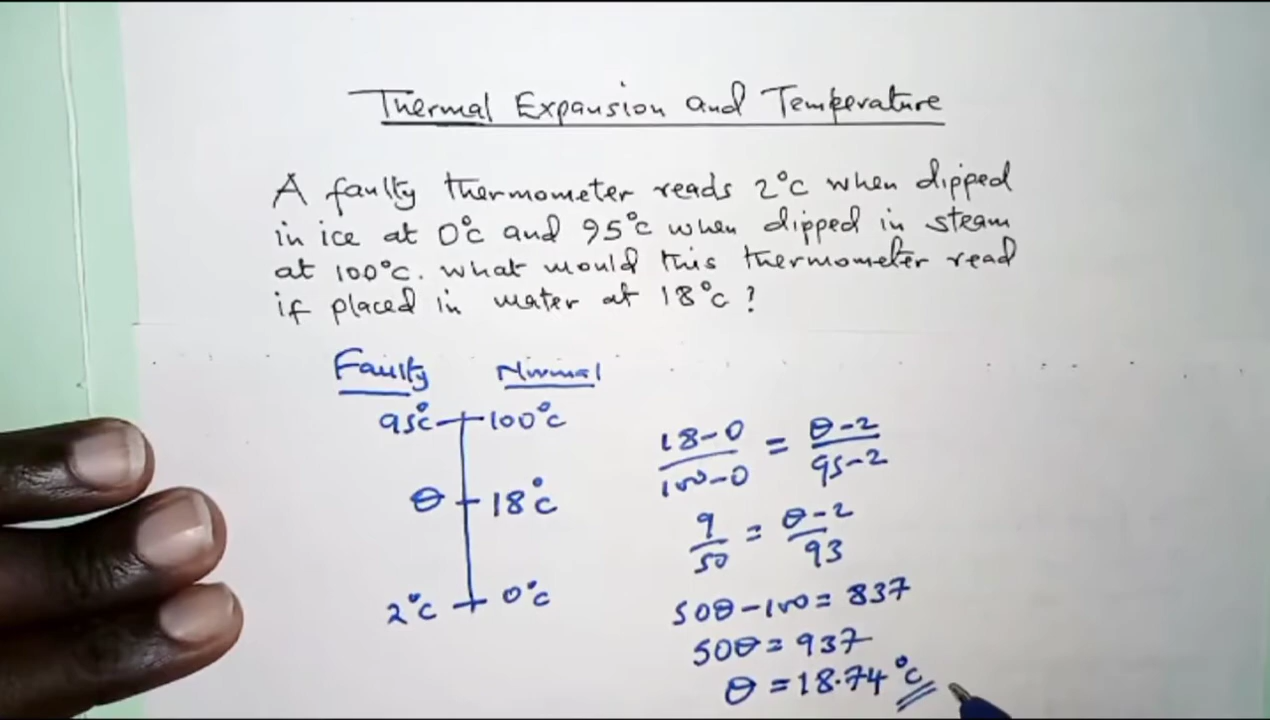 Thermal Expansion and Temperature
A faulty thermometer reads 2°c when dipped
in ice at 0°c and 95°c when dipped in steam
at 100°c. what would this thermometer read
if placed in water at 18°c ?
Faulty Normal
95°c 100°c
θ 18°c
2°c 0°c
18-0/100-0 = θ-2/95-2
9/50 = θ-2/93
50θ-100 = 837
50θ = 937
θ = 18.74°c